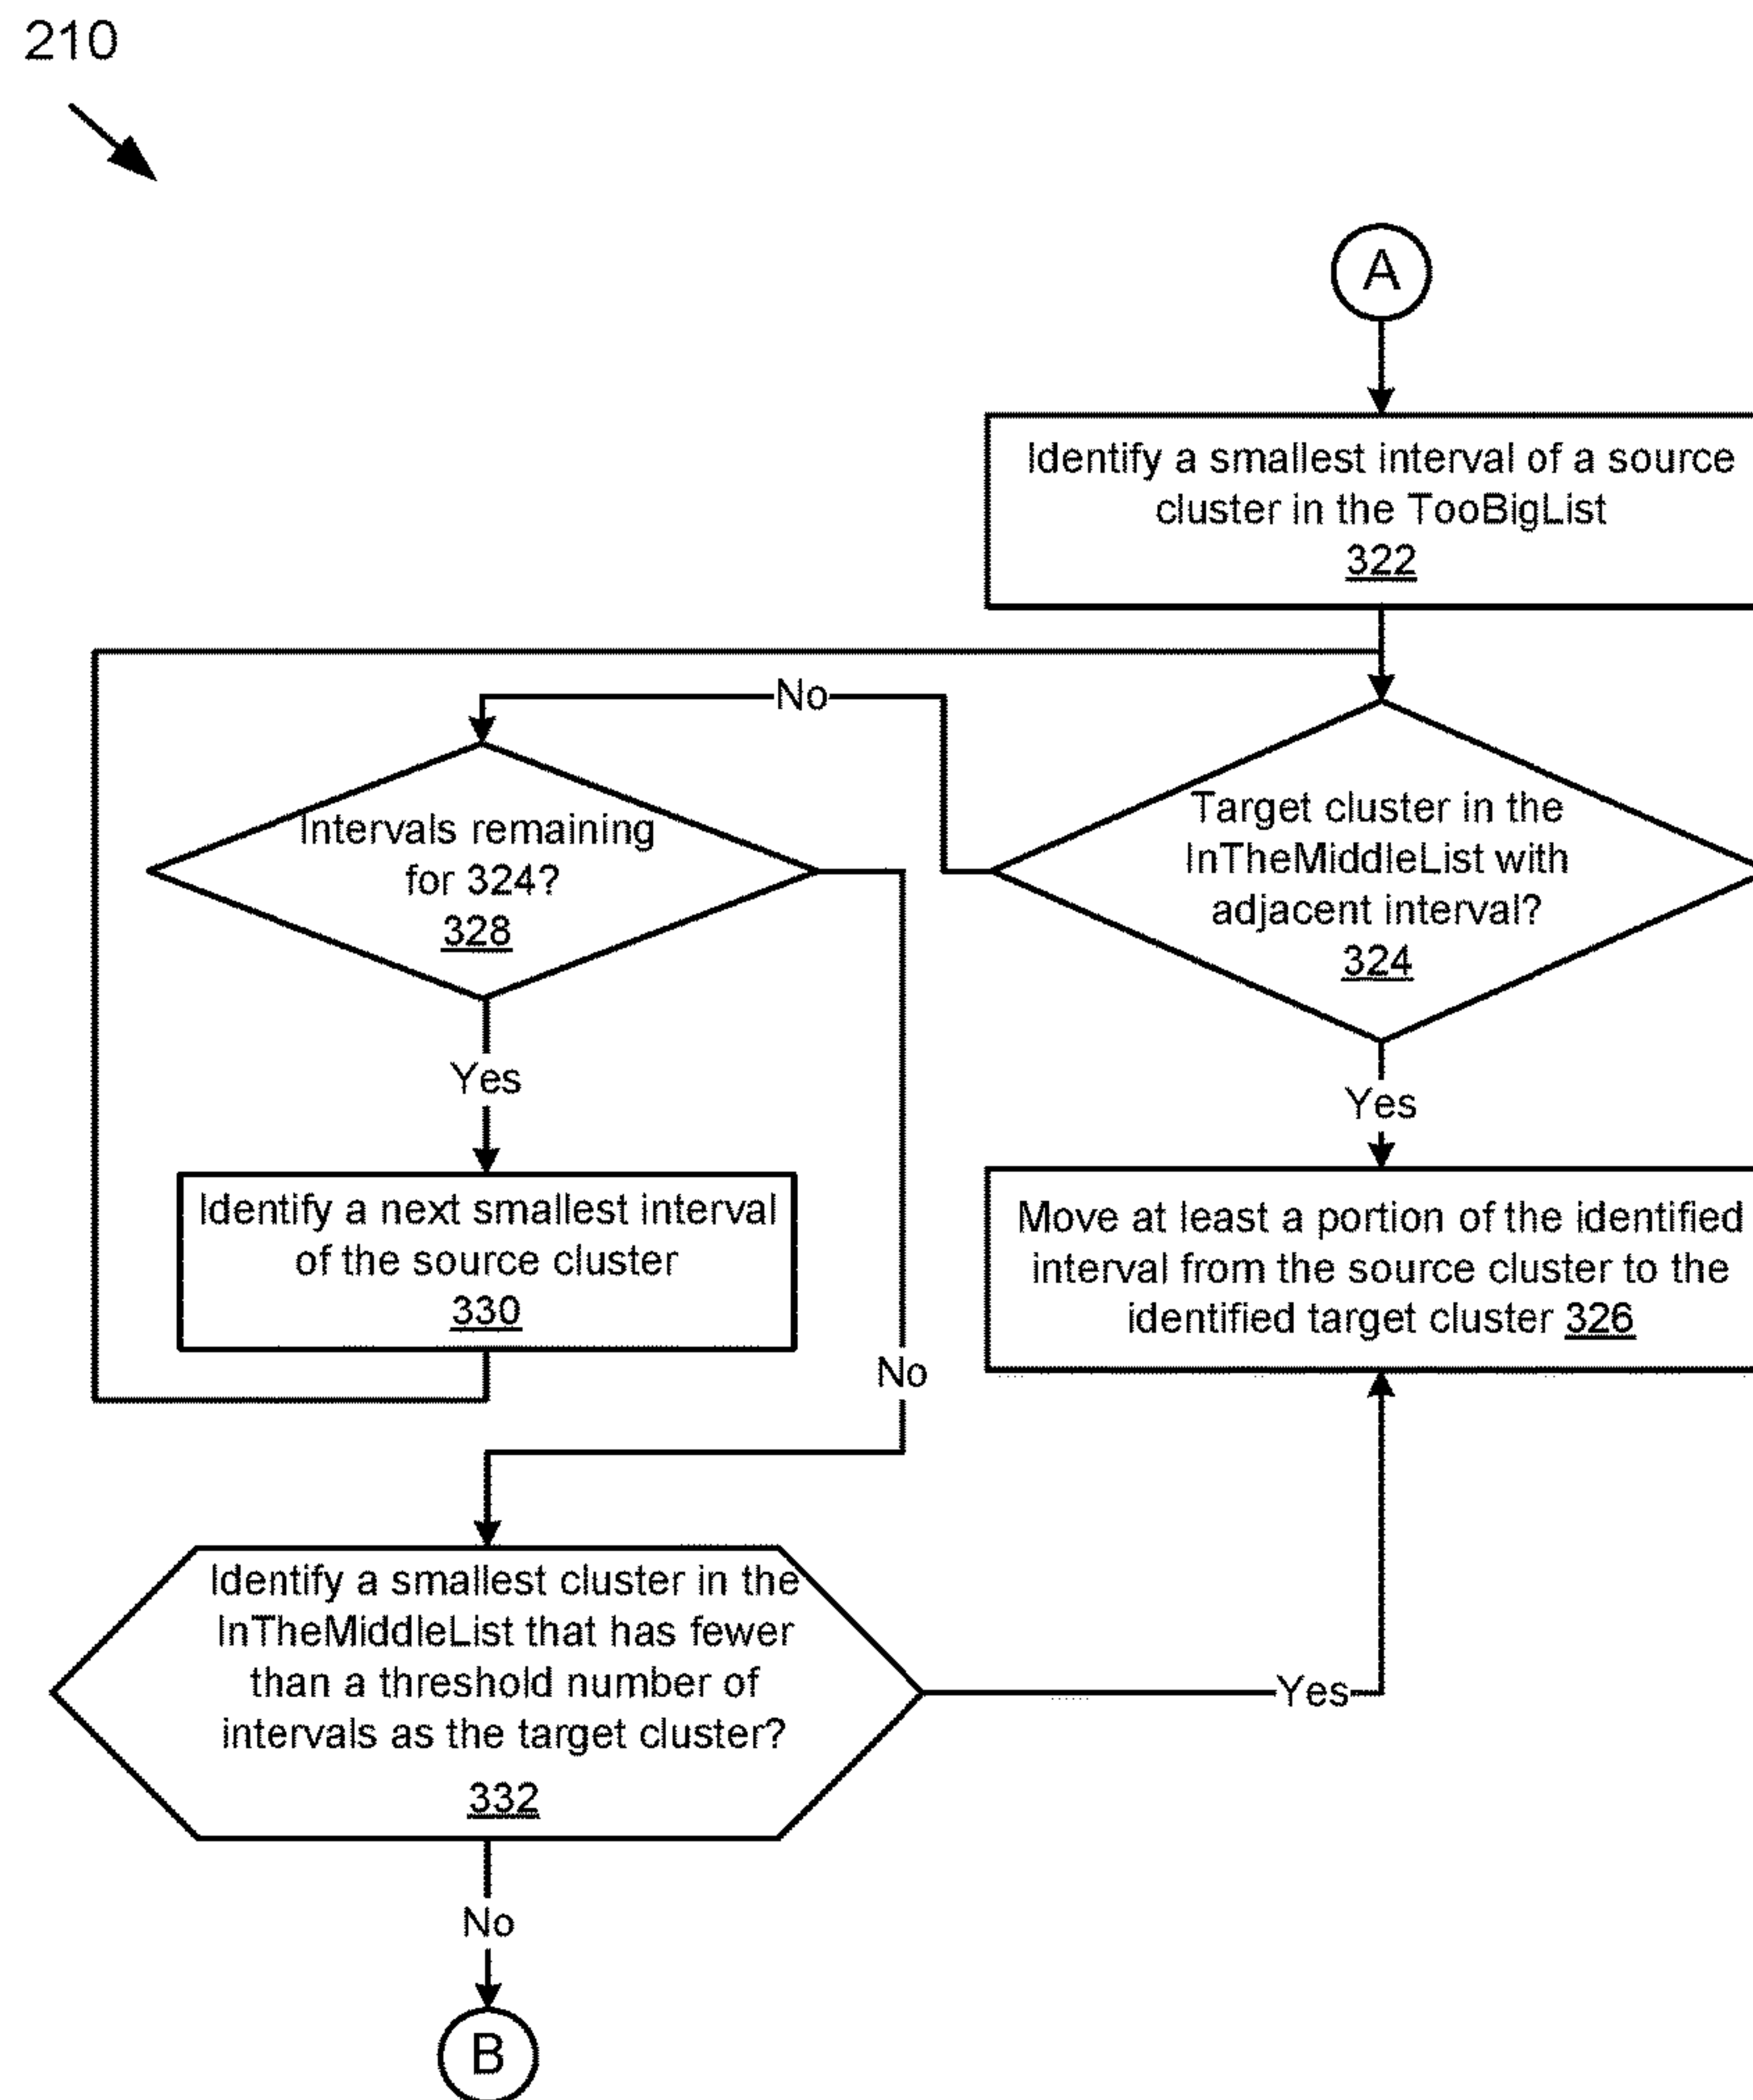 210
A
Identify a smallest interval of a source
cluster in the TooBigList
322
No
Target cluster in the
InTheMiddleList with
adjacent interval?
324
Intervals remaining
for 324?
328
Yes
Yes
Identify a next smallest interval
of the source cluster
330
Move at least a portion of the identified
interval from the source cluster to the
identified target cluster 326
No
Identify a smallest cluster in the
InTheMiddleList that has fewer
than a threshold number of
intervals as the target cluster?
332
Yes
No
B